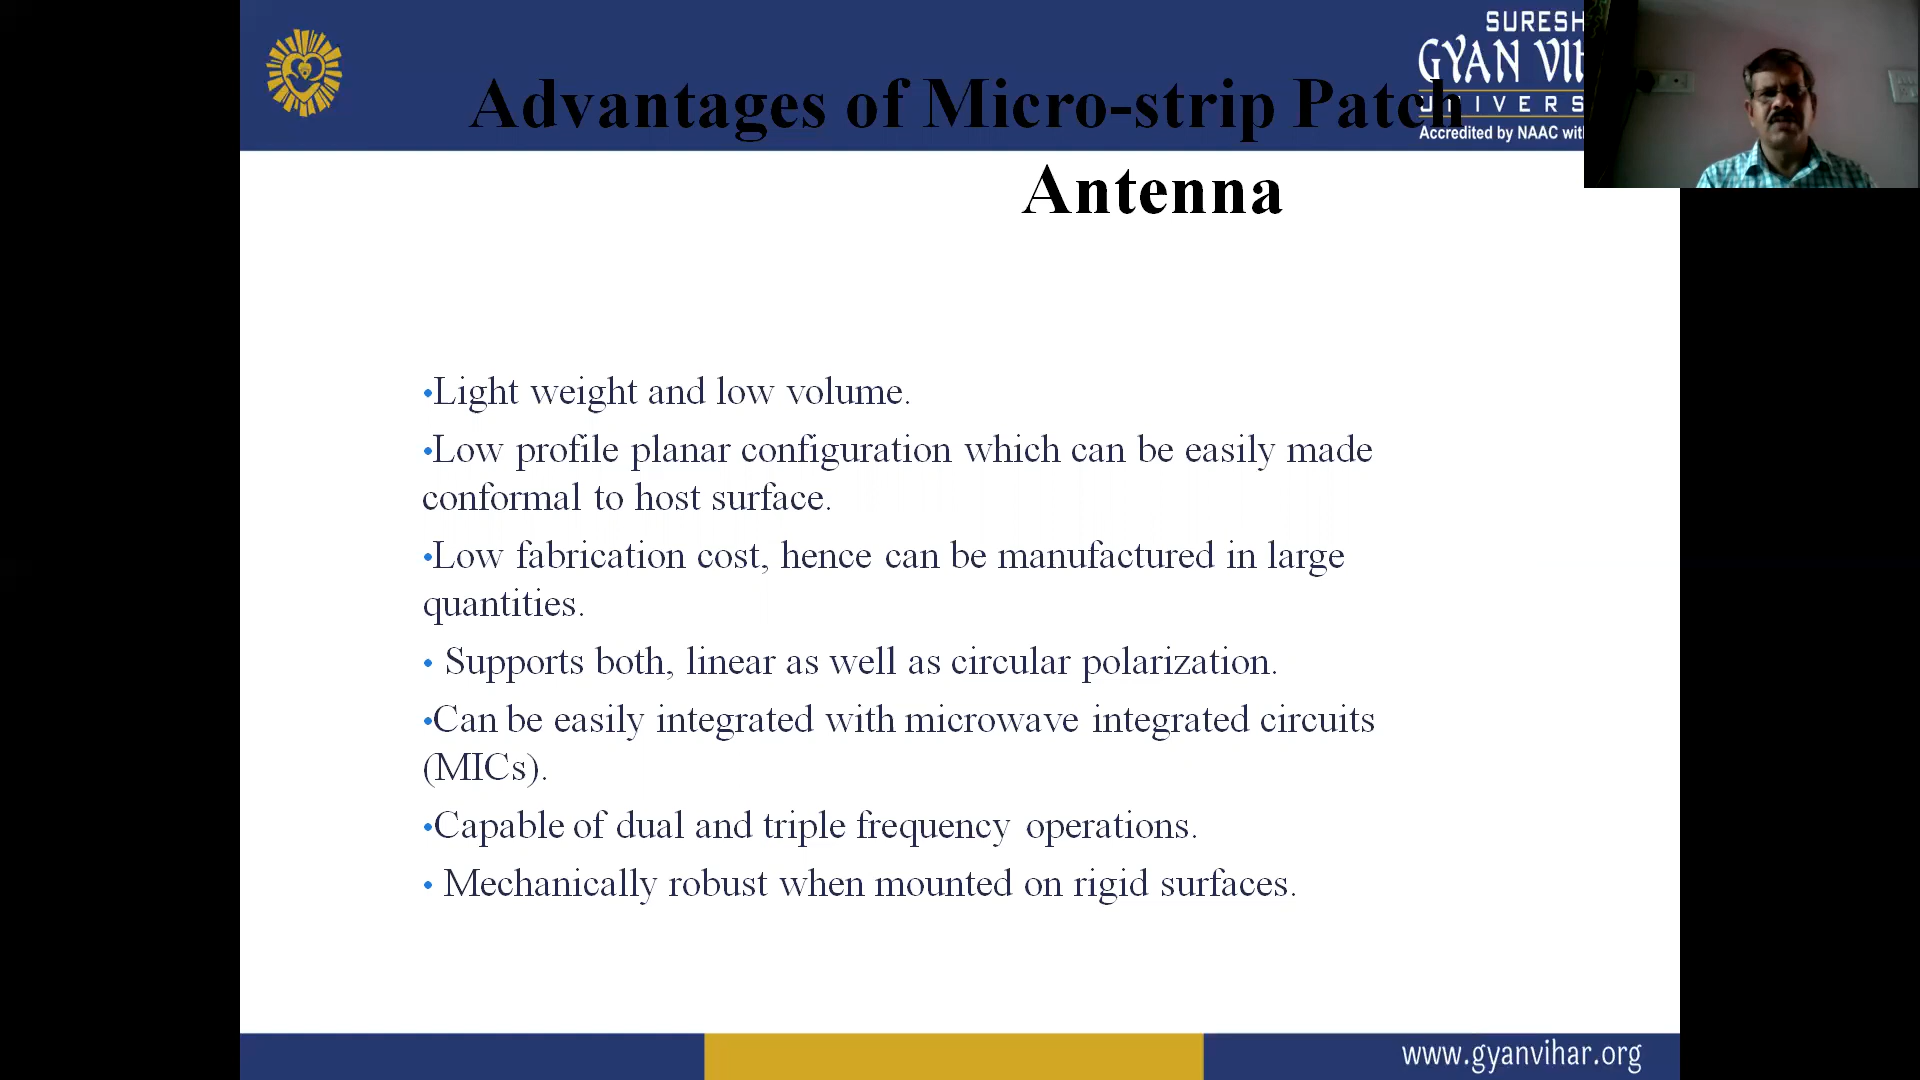 SURESH
GYAN VI
UNIVERS
Accredited by NAAC wit
Advantages of Micro-strip Patch
Antenna
•Light weight and low volume.
•Low profile planar configuration which can be easily made
conformal to host surface.
•Low fabrication cost, hence can be manufactured in large
quantities.
• Supports both, linear as well as circular polarization.
•Can be easily integrated with microwave integrated circuits
(MICs).
•Capable of dual and triple frequency operations.
• Mechanically robust when mounted on rigid surfaces.
www.gyanvihar.org